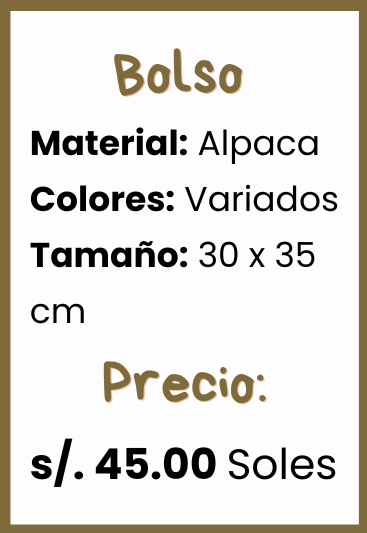 Bolso
Material: Alpaca
Colores: Variados
Tamaño: 30 x 35
cm
Precio:
s/. 45.00 Soles